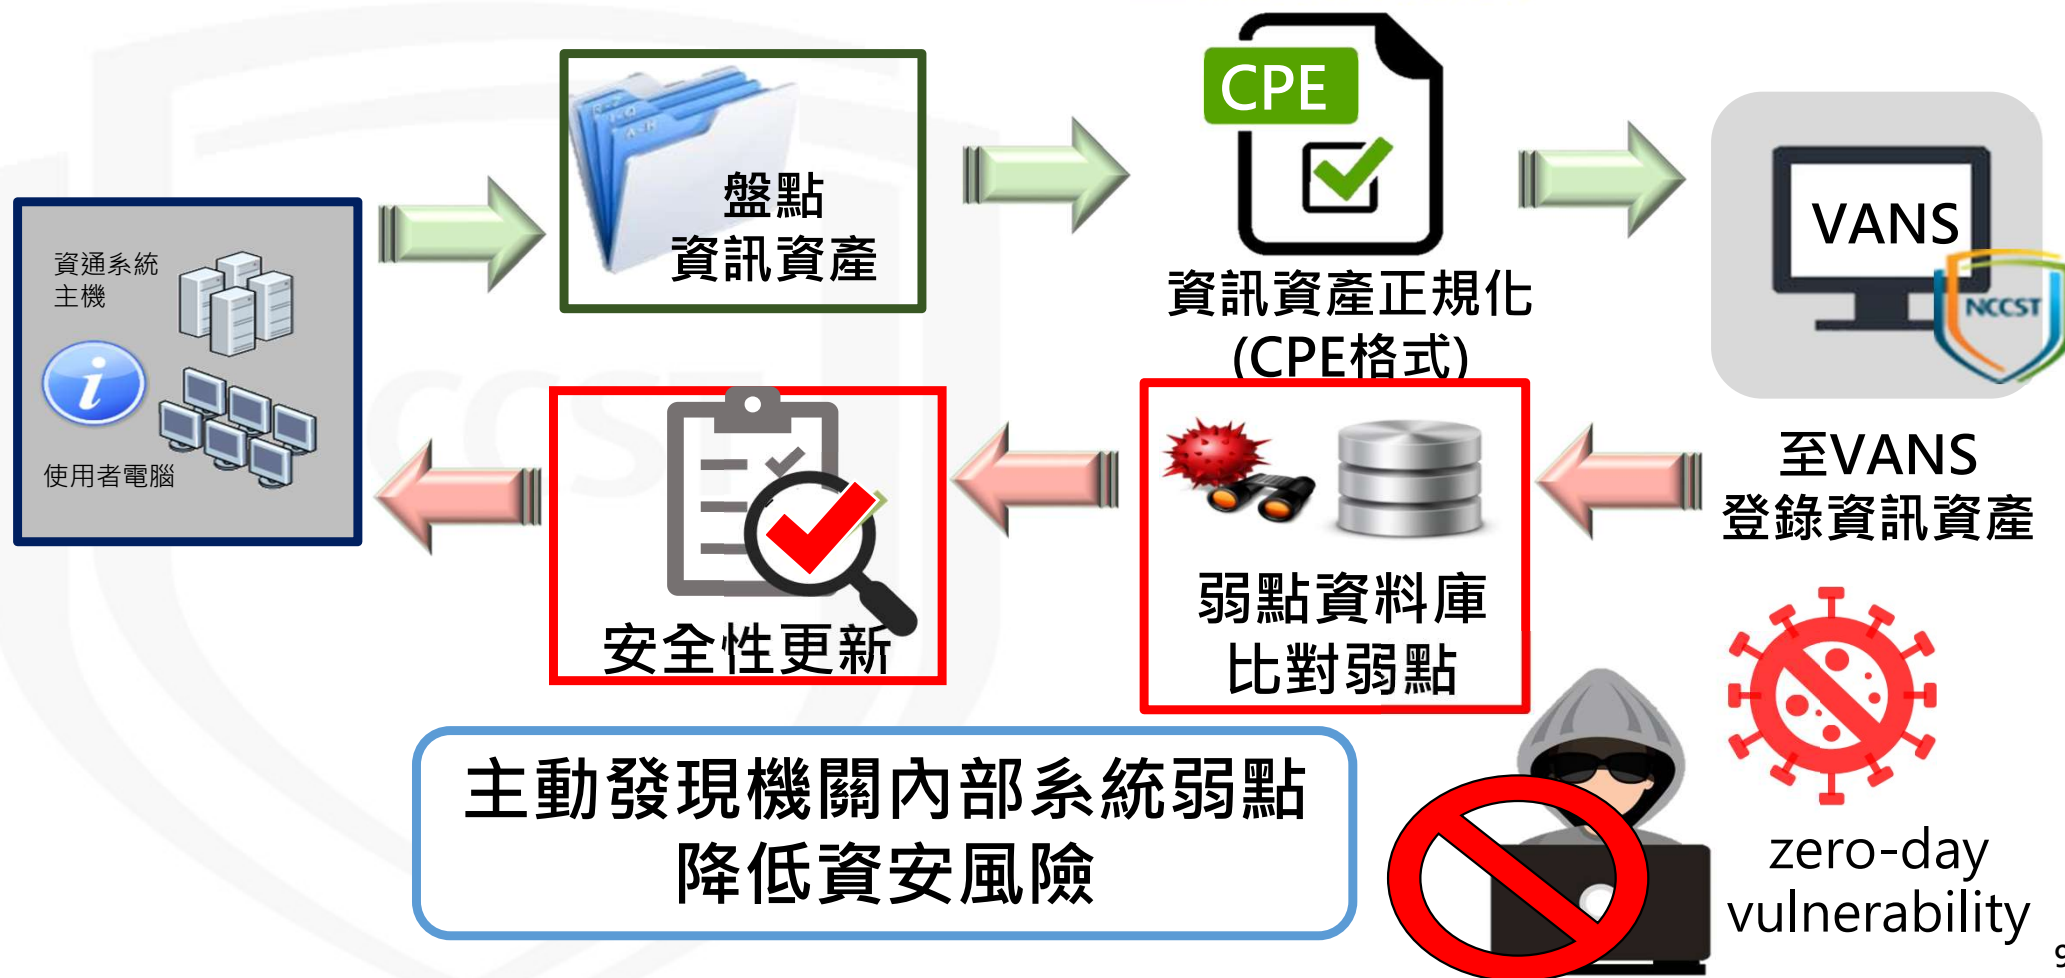 資通系統
主機
使用者電腦
盤點
資訊資產
CPE
資訊資產正規化
(CPE格式)
VANS
NCCST
至VANS
登錄資訊資產
弱點資料庫
比對弱點
安全性更新
主動發現機關內部系統弱點
降低資安風險
zero-day
vulnerability
9
NCCST